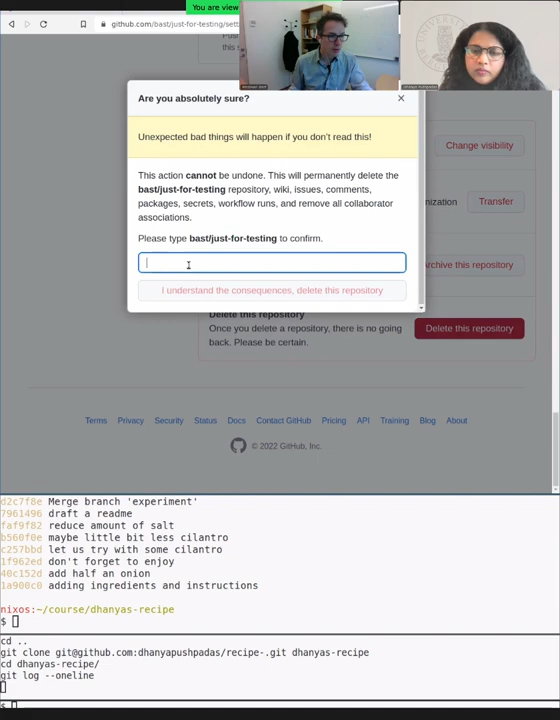 You are view
github.com/bast/just-for-testing/sett
Pus
this s
Are you absolutely sure?
Unexpected bad things will happen if you don't read this!
This action cannot be undone. This will permanently delete the
bast/just-for-testing repository, wiki, issues, comments,
packages, secrets, workflow runs, and remove all collaborator
associations.
Please type bast/just-for-testing to confirm.
I understand the consequences, delete this repository
Change visibility
nization
Transfer
Archive this repository
Delete this repository
Once you delete a repository, there is no going
back. Please be certain.
Delete this repository
Terms Privacy Security Status Docs Contact GitHub Pricing API Training Blog About
© 2022 GitHub, Inc.
d2c7f8e Merge branch 'experiment'
7961496 draft a readme
faf9f82 reduce amount of salt
b560f0e maybe little bit less cilantro
c257bbd let us try with some cilantro
1f962ed don't forget to enjoy
40c152d add half an onion
1a900c0 adding ingredients and instructions
nixos:~/course/dhanyas-recipe
$
cd ..
git clone git@github.com:dhanyapushpadas/recipe-.git dhanyas-recipe
cd dhanyas-recipe/
git log --oneline
$